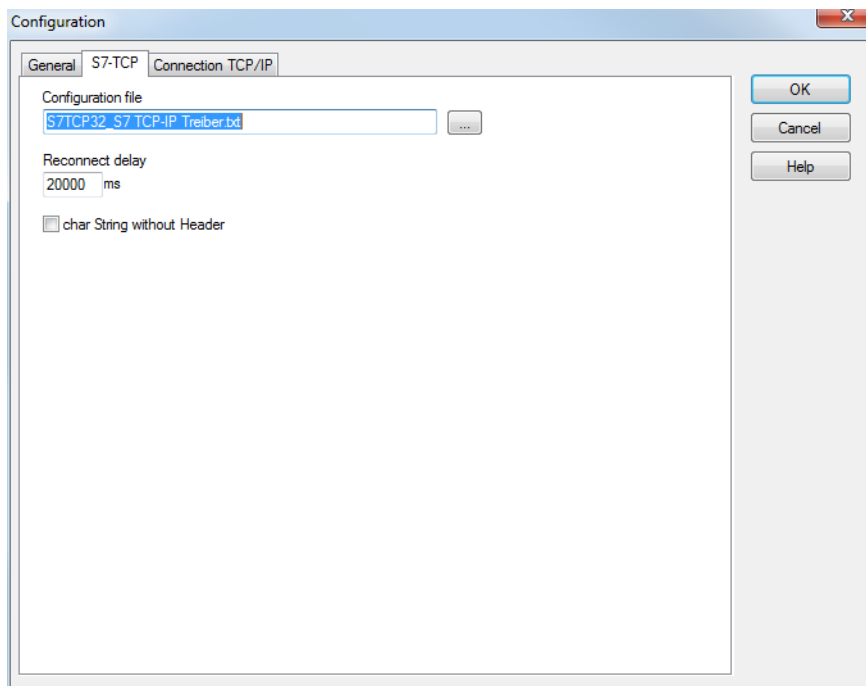 Configuration
General S7-TCP Connection TCP/IP
Configuration file
S7TCP32_S7 TCP-IP Treiber.txt ...
Reconnect delay
20000 ms
char String without Header
OK
Cancel
Help